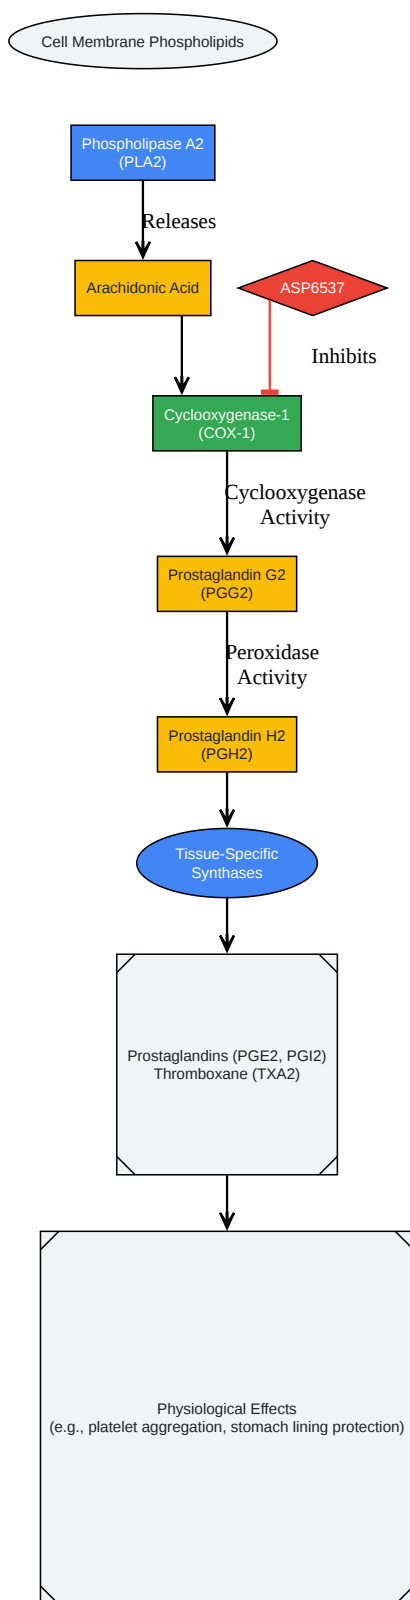 Cell Membrane Phospholipids
Phospholipase A2
(PLA2)
Releases
Arachidonic Acid
ASP6537
Inhibits
Cyclooxygenase-1
(COX-1)
Cyclooxygenase
Activity
Prostaglandin G2
(PGG2)
Peroxidase
Activity
Prostaglandin H2
(PGH2)
Tissue-Specific
Synthases
Prostaglandins (PGE2, PGI2)
Thromboxane (TXA2)
Physiological Effects
(e.g., platelet aggregation, stomach lining protection)